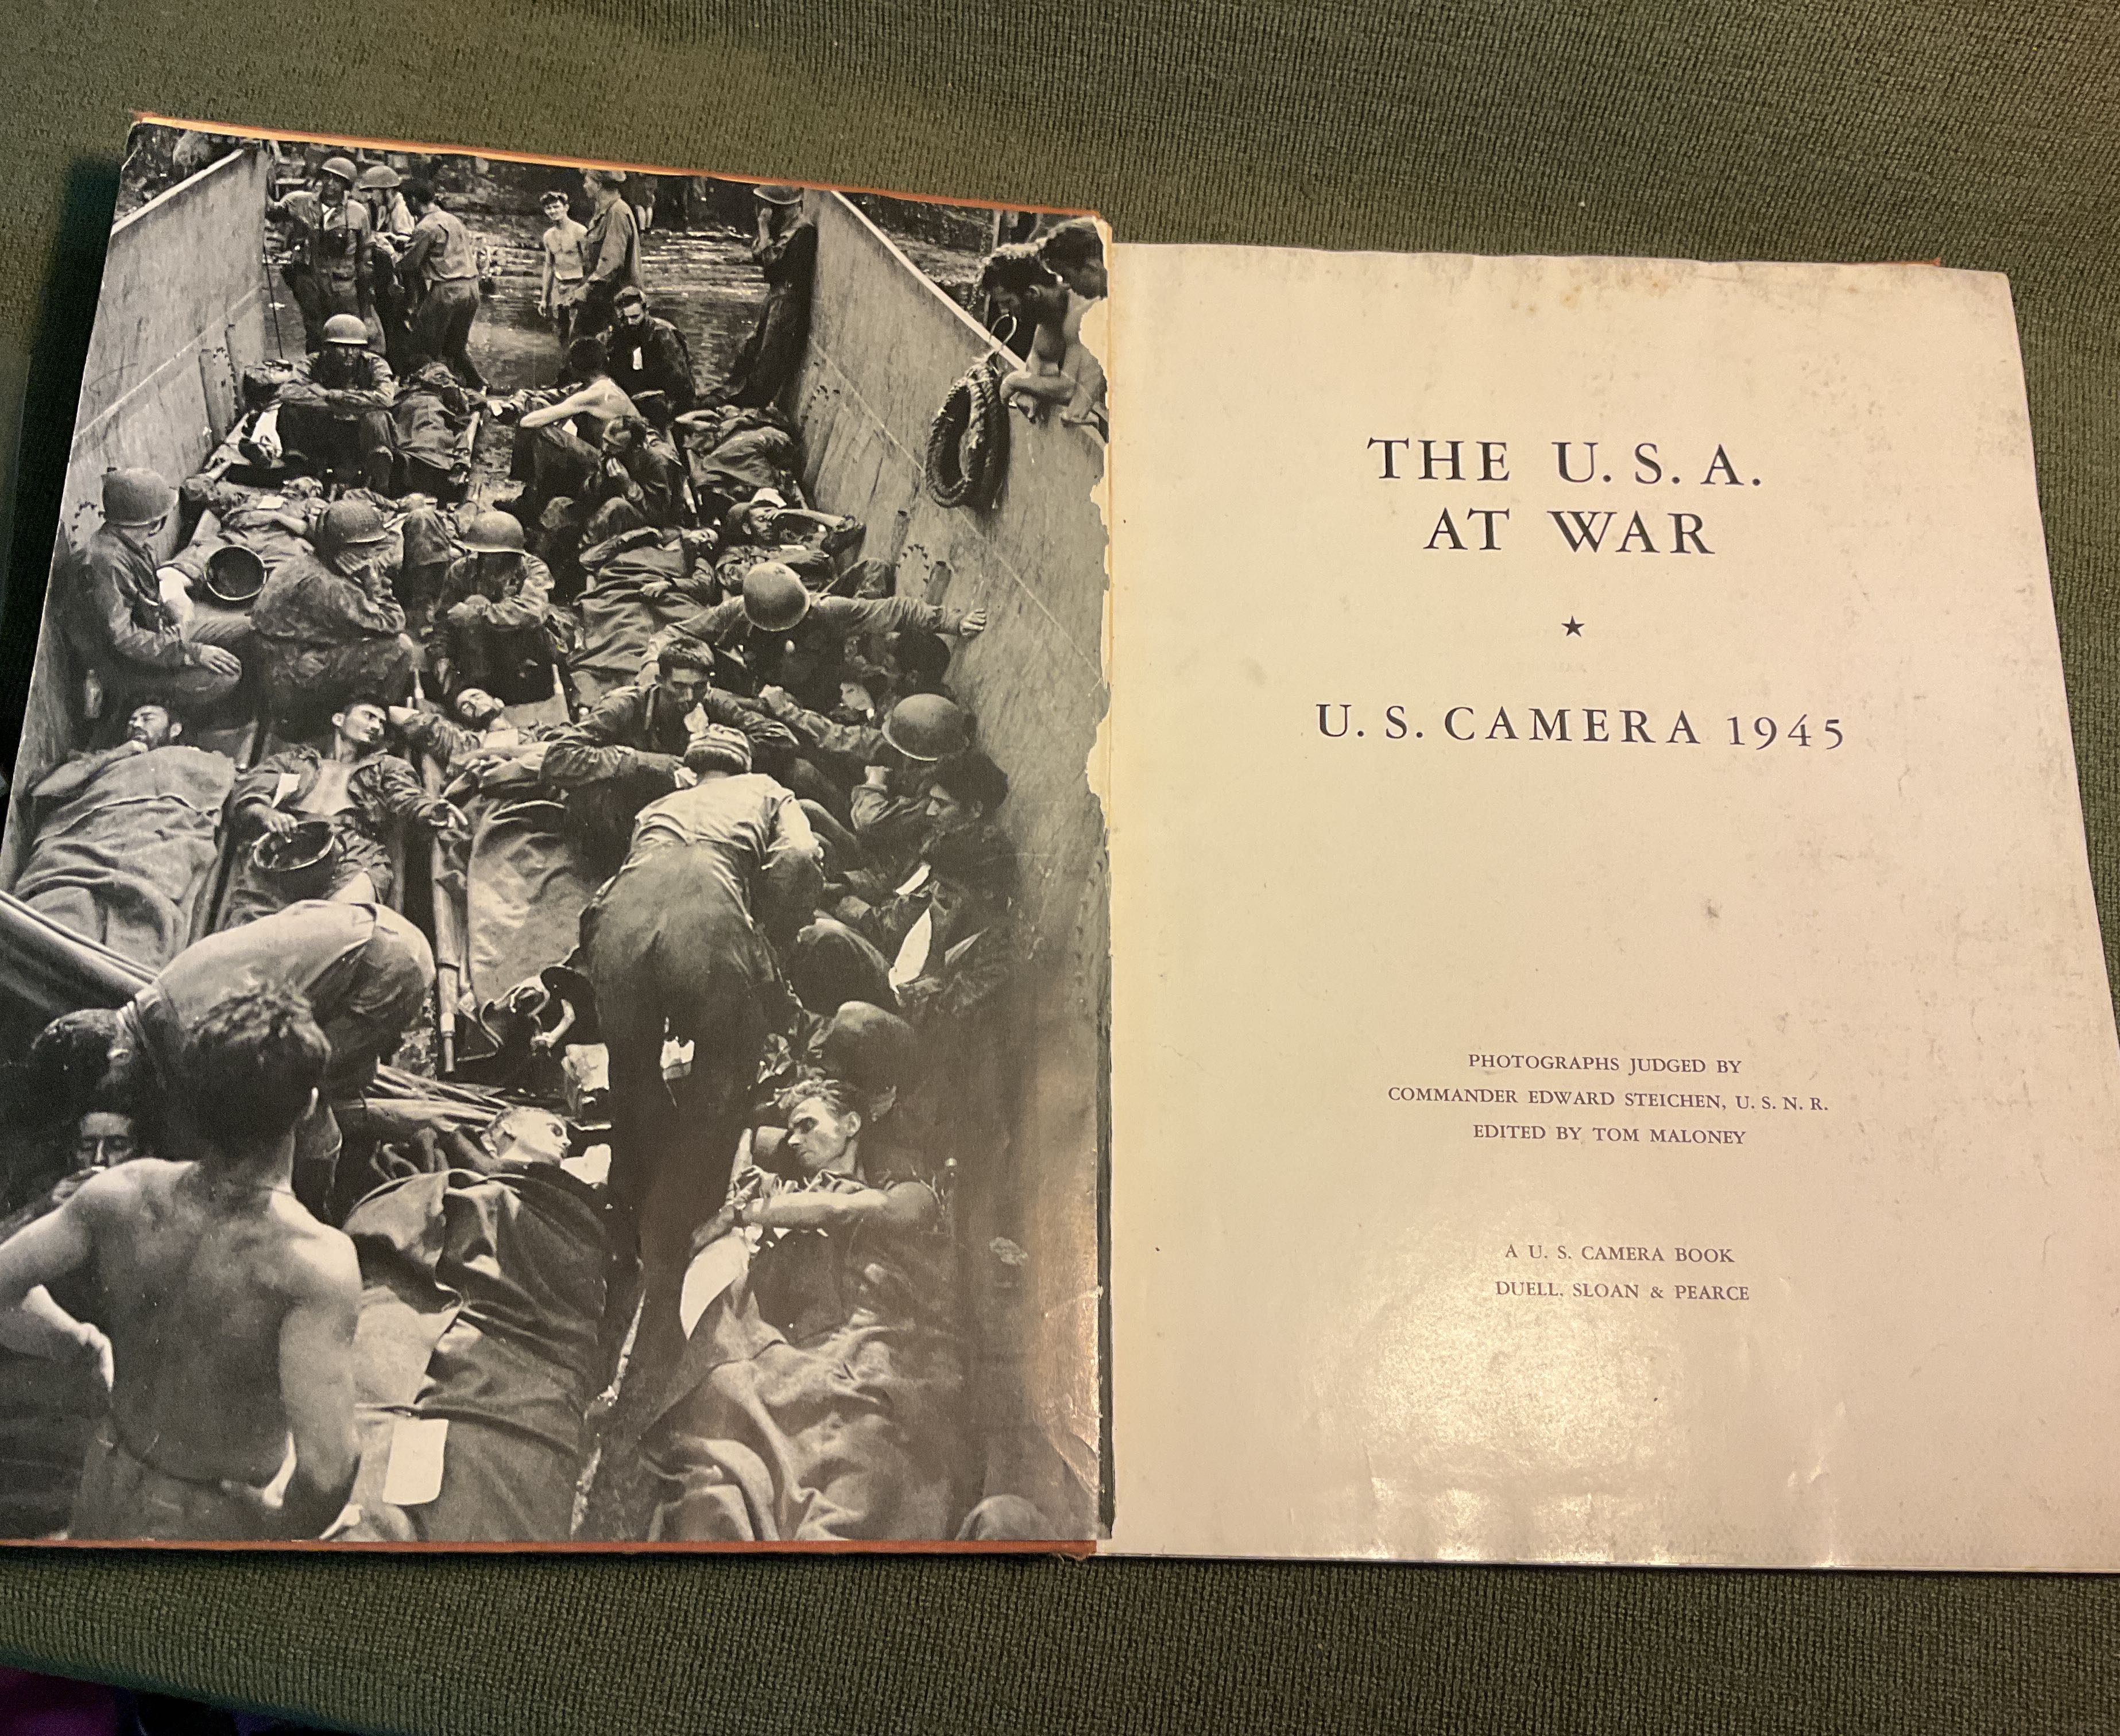 THE U. S. A.
AT WAR
★
U. S. CAMERA 1945
PHOTOGRAPHS JUDGED BY
COMMANDER EDWARD STEICHEN, U. S. N. R.
EDITED BY TOM MALONEY
A U. S. CAMERA BOOK
DUELL, SLOAN & PEARCE